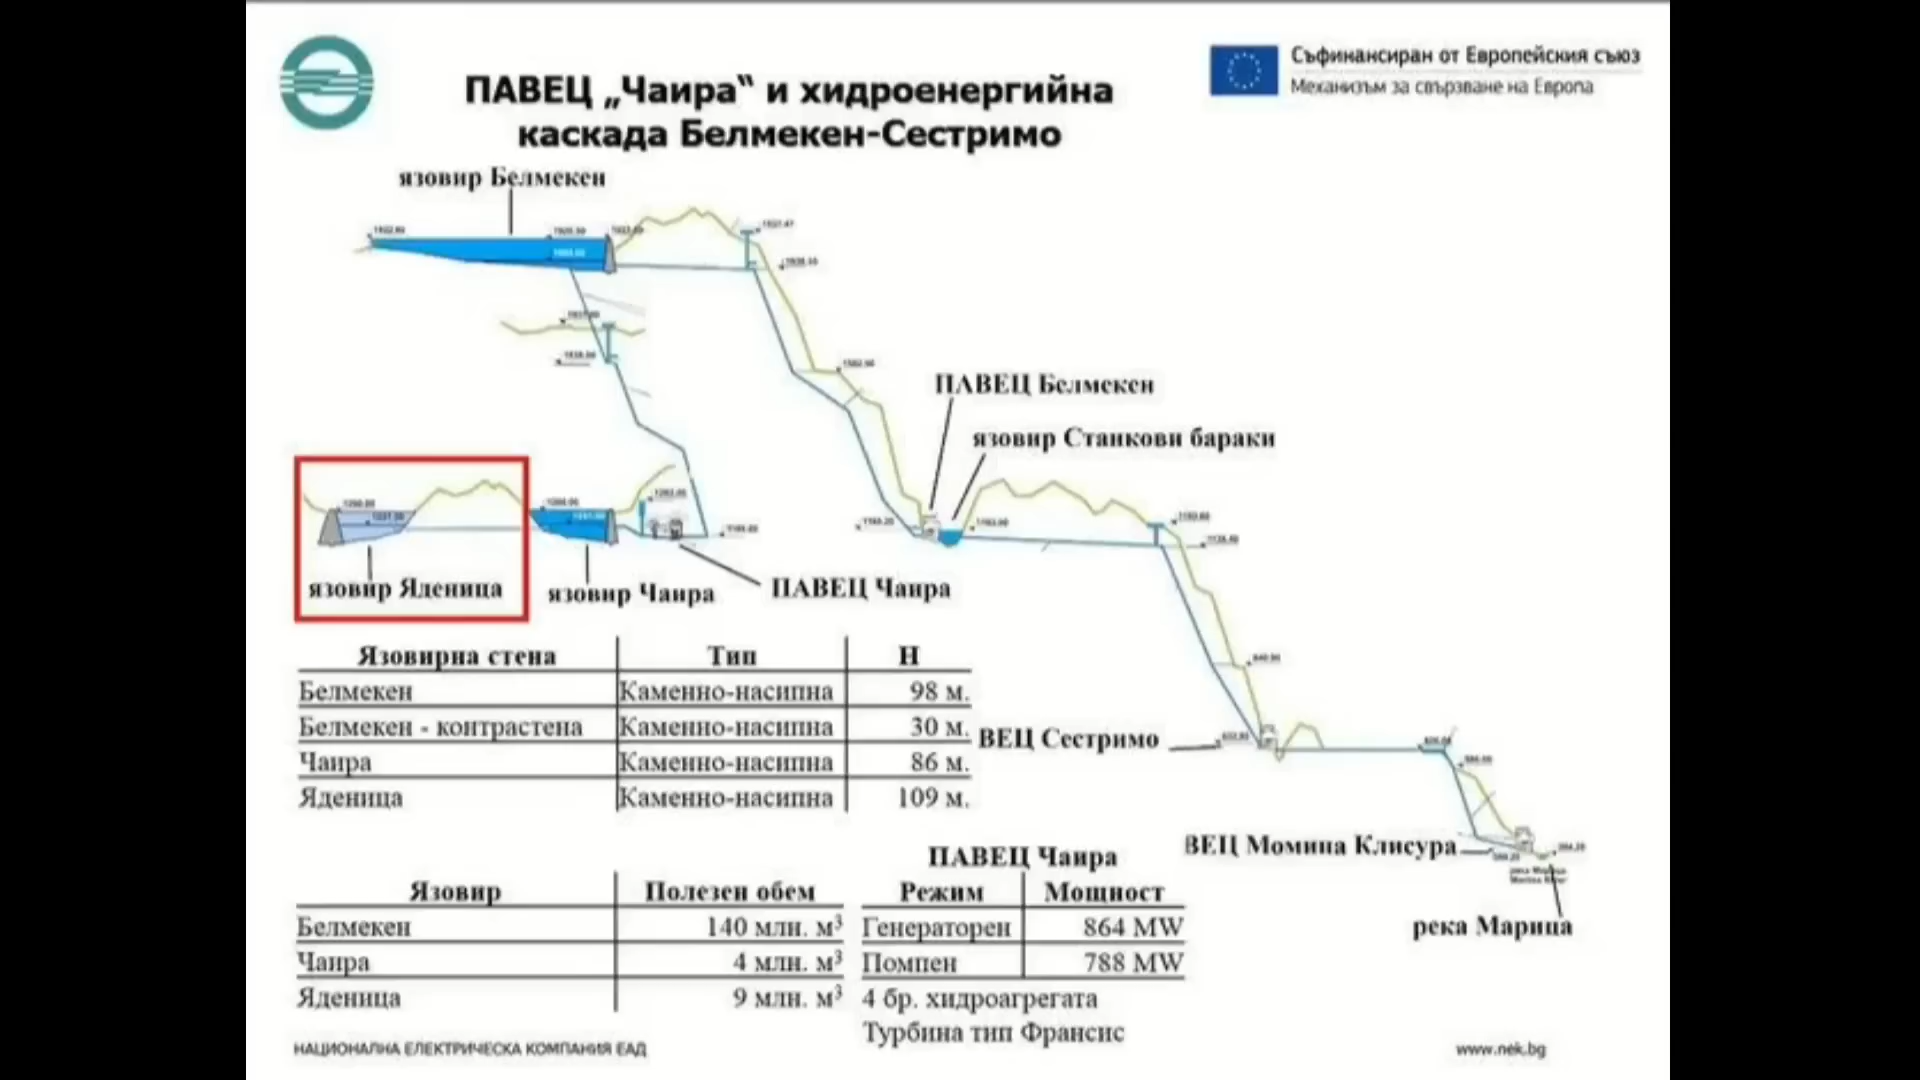 Съфинансиран от Европейския съюз
Механизъм за свързване на Европа
ПАВЕЦ „Чаира“ и хидроенергийна
каскада Белмекен-Сестримо
язовир Белмекен
ПАВЕЦ Белмекен
язовир Станкови бараки
язовир Яденица
язовир Чаира
ПАВЕЦ Чаира
Язовирна стена Тип Н
Белмекен Каменно-насипна 98 м.
Белмекен - контрастена Каменно-насипна 30 м.
Чаира Каменно-насипна 86 м.
Яденица Каменно-насипна 109 м.
ВЕЦ Сестримо
ВЕЦ Момина Клисура
река Марица
Язовир Полезен обем
Белмекен 140 млн. м³
Чаира 4 млн. м³
Яденица 9 млн. м³
ПАВЕЦ Чаира
Режим Мощност
Генераторен 864 MW
Помпен 788 MW
4 бр. хидроагрегата
Турбина тип Франсис
НАЦИОНАЛНА ЕЛЕКТРИЧЕСКА КОМПАНИЯ ЕАД
www.nek.bg